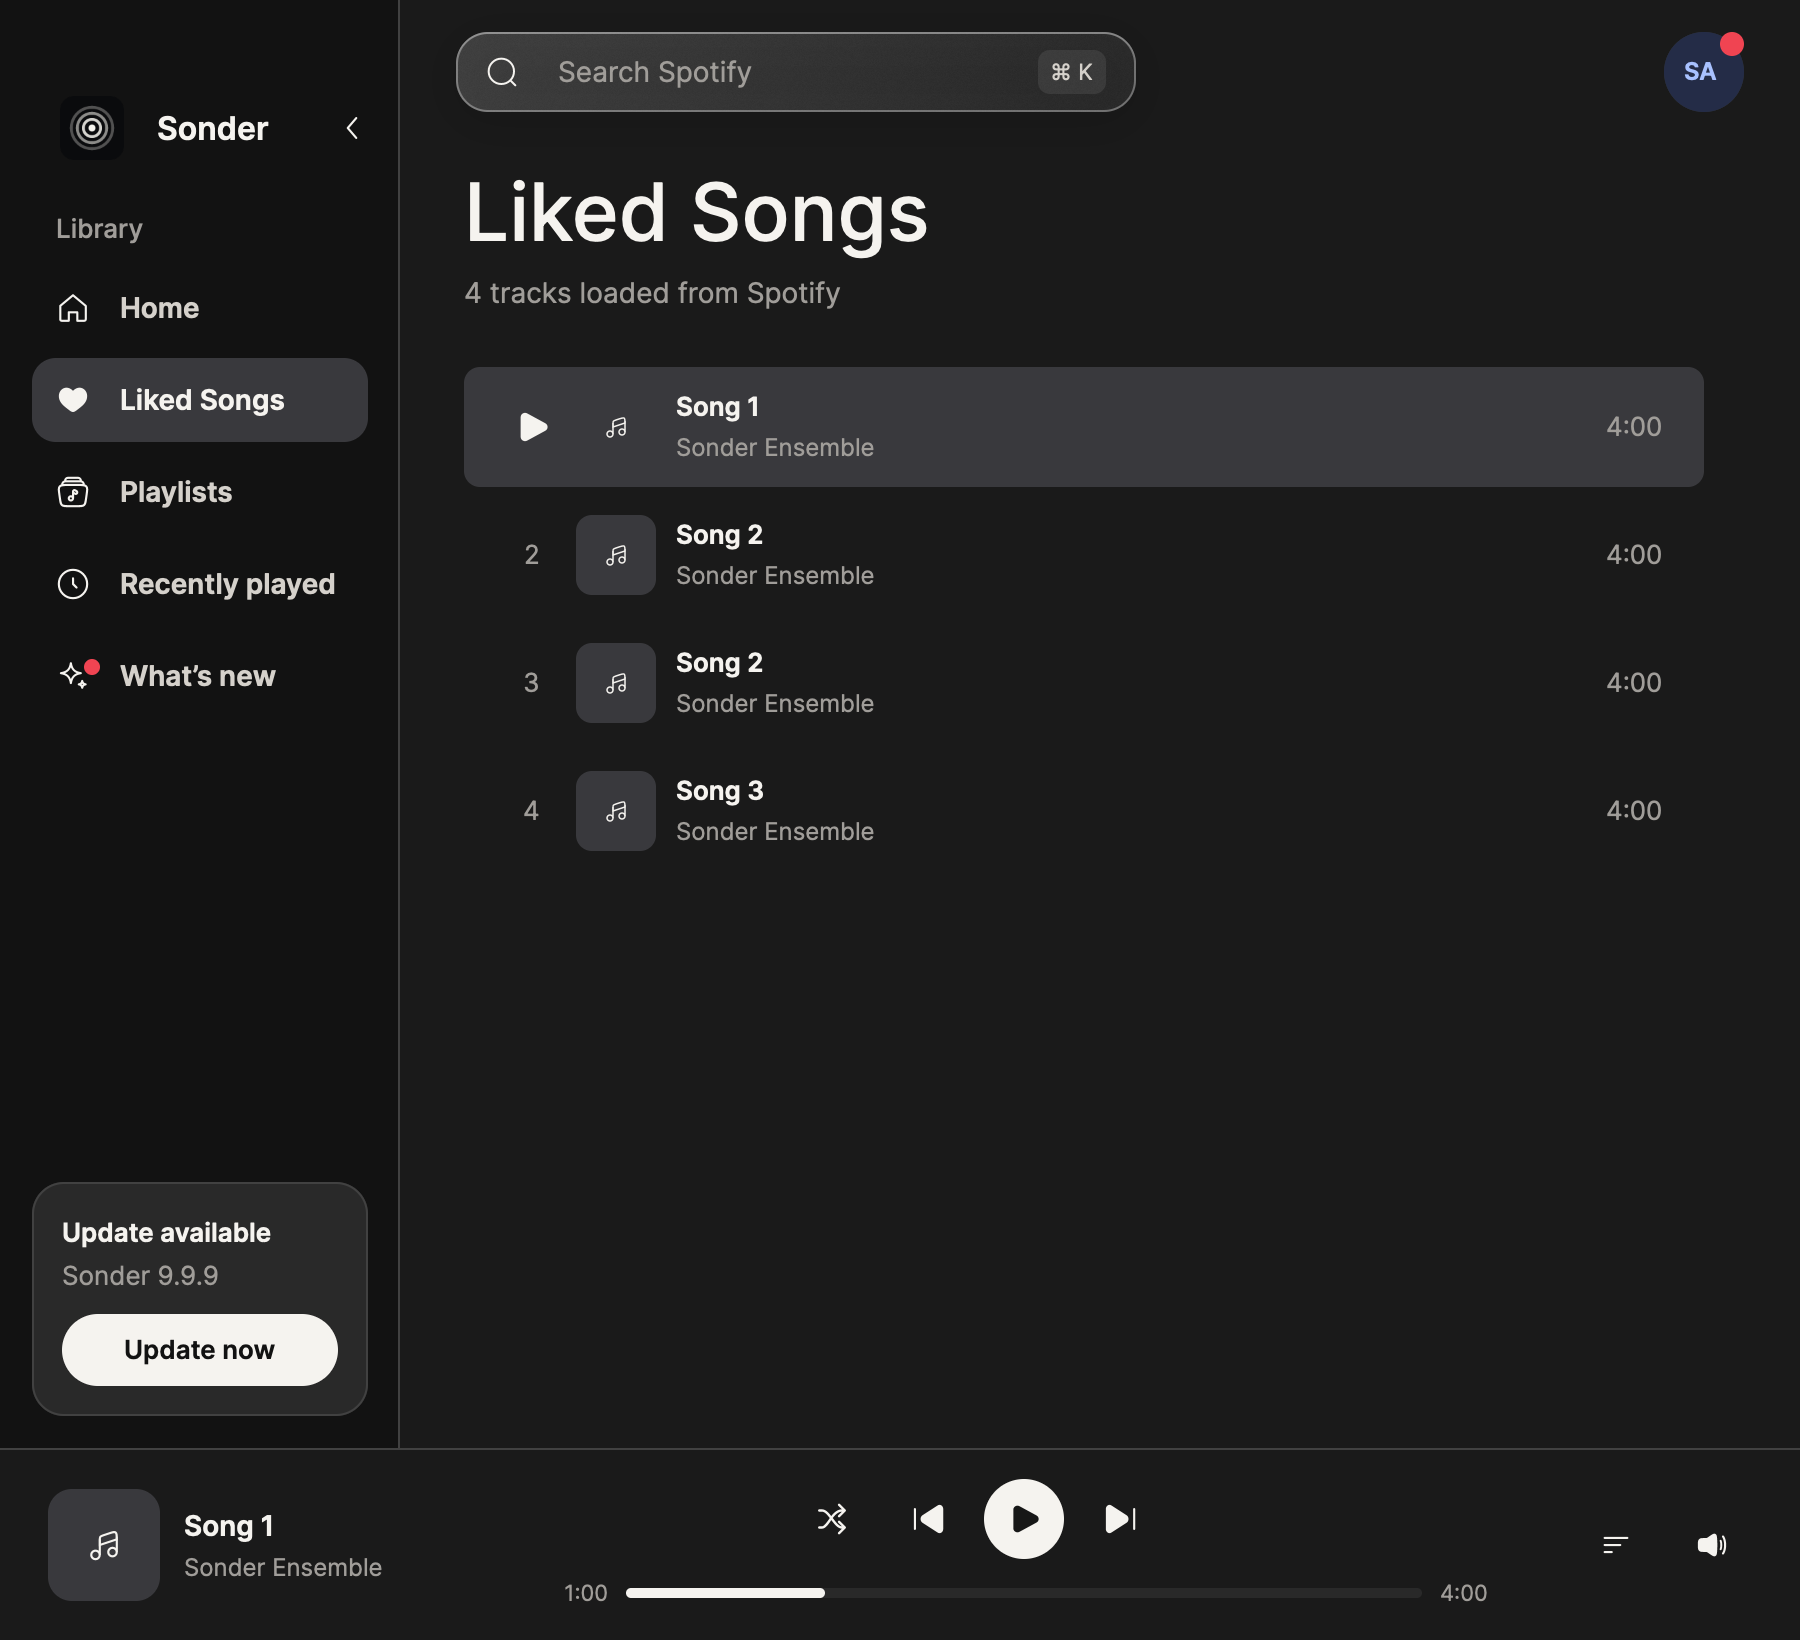 Sonder
Library
Home
Liked Songs
Playlists
Recently played
What’s new
Update available
Sonder 9.9.9
Update now
Search Spotify
⌘ K
SA
Liked Songs
4 tracks loaded from Spotify
Song 1
Sonder Ensemble
4:00
2
Song 2
Sonder Ensemble
4:00
3
Song 2
Sonder Ensemble
4:00
4
Song 3
Sonder Ensemble
4:00
Song 1
Sonder Ensemble
1:00
4:00